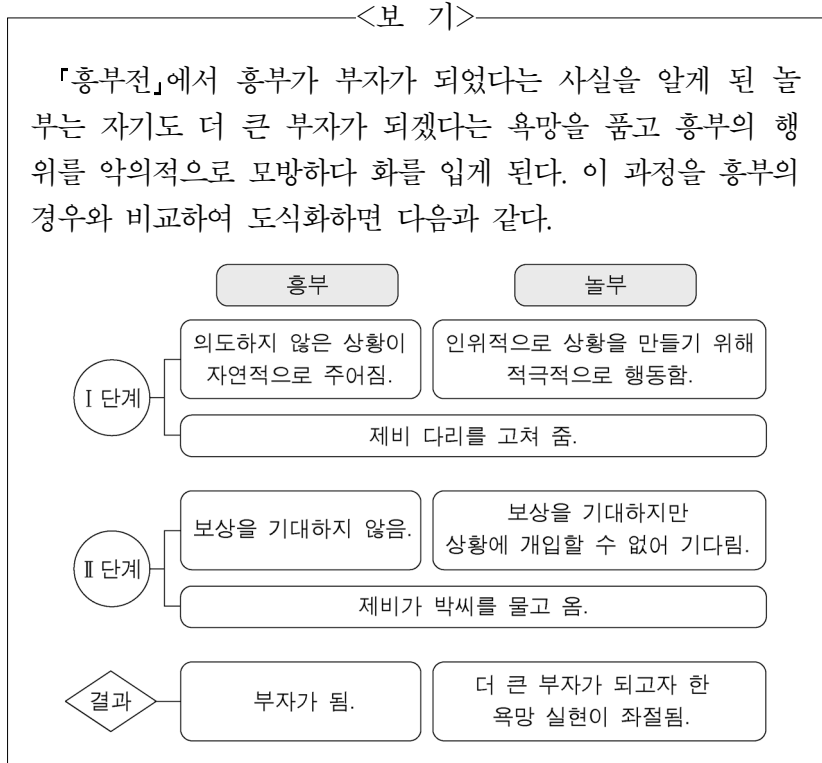 <보 기>
『흥부전』에서 흥부가 부자가 되었다는 사실을 알게 된 놀
부는 자기도 더 큰 부자가 되겠다는 욕망을 품고 흥부의 행
위를 악의적으로 모방하다 화를 입게 된다. 이 과정을 흥부의
경우와 비교하여 도식화하면 다음과 같다.
흥부 놀부
Ⅰ단계
의도하지 않은 상황이
자연적으로 주어짐.
인위적으로 상황을 만들기 위해
적극적으로 행동함.
제비 다리를 고쳐 줌.
Ⅱ단계
보상을 기대하지 않음.
보상을 기대하지만
상황에 개입할 수 없어 기다림.
제비가 박씨를 물고 옴.
결과
부자가 됨.
더 큰 부자가 되고자 한
욕망 실현이 좌절됨.